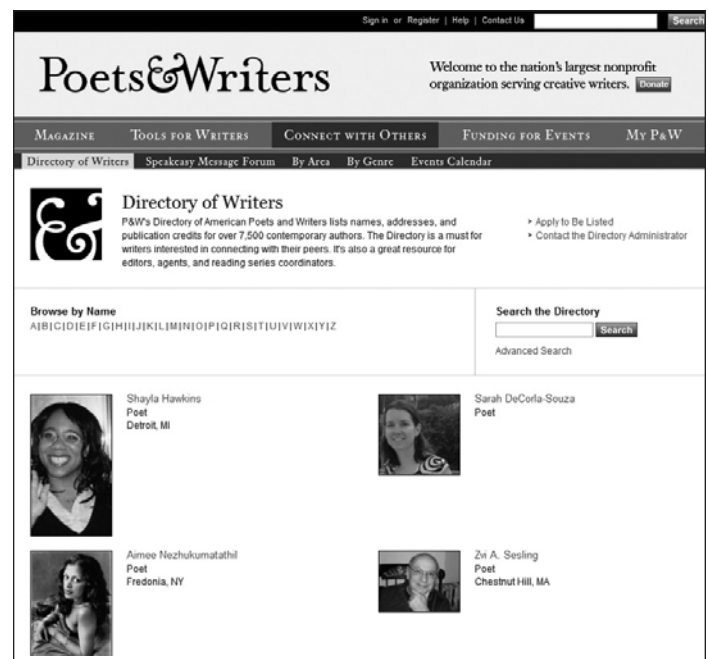 Sign in or Register | Help | Contact Us Search
Poets&Writers
Welcome to the nation's largest nonprofit
organization serving creative writers. Donate
MAGAZINE TOOLS FOR WRITERS CONNECT WITH OTHERS FUNDING FOR EVENTS MY P&W
Directory of Writers Speakeasy Message Forum By Area By Genre Events Calendar
&
Directory of Writers
P&W's Directory of American Poets and Writers lists names, addresses, and
publication credits for over 7,500 contemporary authors. The Directory is a must for
writers interested in connecting with their peers. It's also a great resource for
editors, agents, and reading series coordinators.
Apply to Be Listed
Contact the Directory Administrator
Browse by Name
A|B|C|D|E|F|G|H|I|J|K|L|M|N|O|P|Q|R|S|T|U|V|W|X|Y|Z
Search the Directory
Search
Advanced Search
Shayla Hawkins
Poet
Detroit, MI
Sarah DeCorla-Souza
Poet
Aimee Nezhukumatathil
Poet
Fredonia, NY
Zvi A. Sesling
Poet
Chestnut Hill, MA